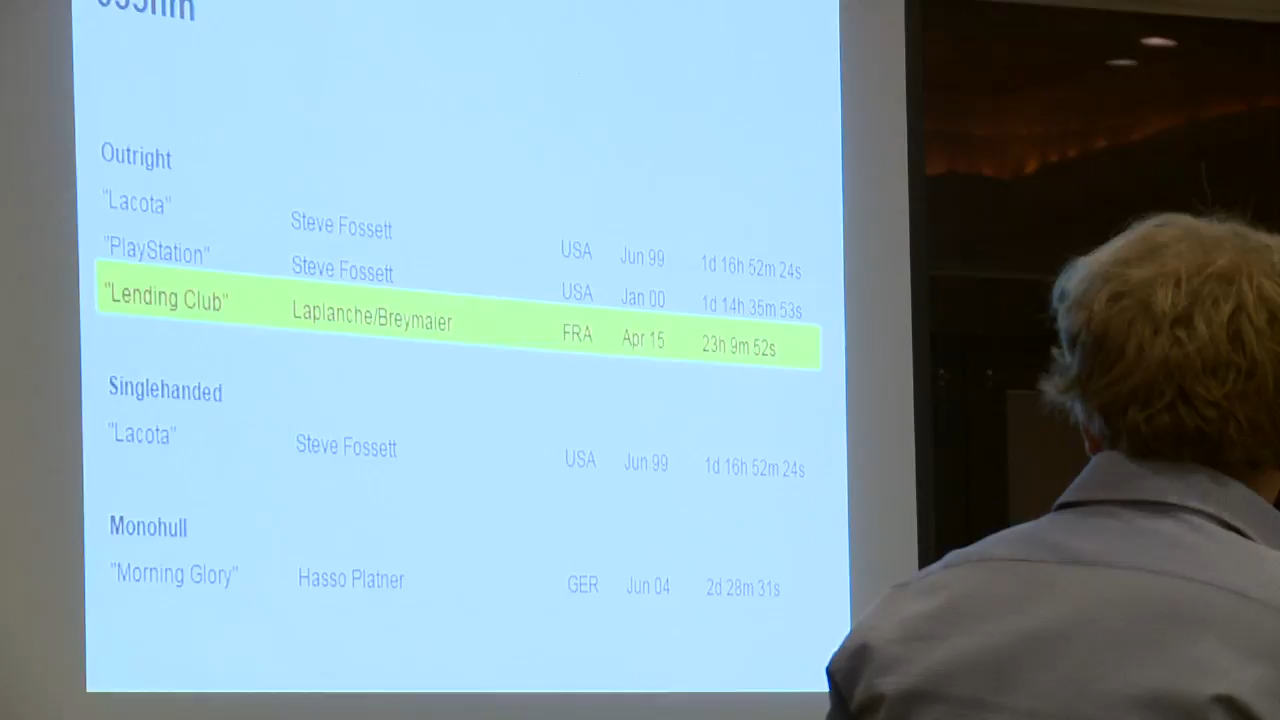 Outright
"Lacota" Steve Fossett USA Jun 99 1d 16h 52m 24s
"PlayStation" Steve Fossett USA Jan 00 1d 14h 35m 53s
"Lending Club" Laplanche/Breymaier FRA Apr 15 23h 9m 52s
Singlehanded
"Lacota" Steve Fossett USA Jun 99 1d 16h 52m 24s
Monohull
"Morning Glory" Hasso Platner GER Jun 04 2d 28m 31s